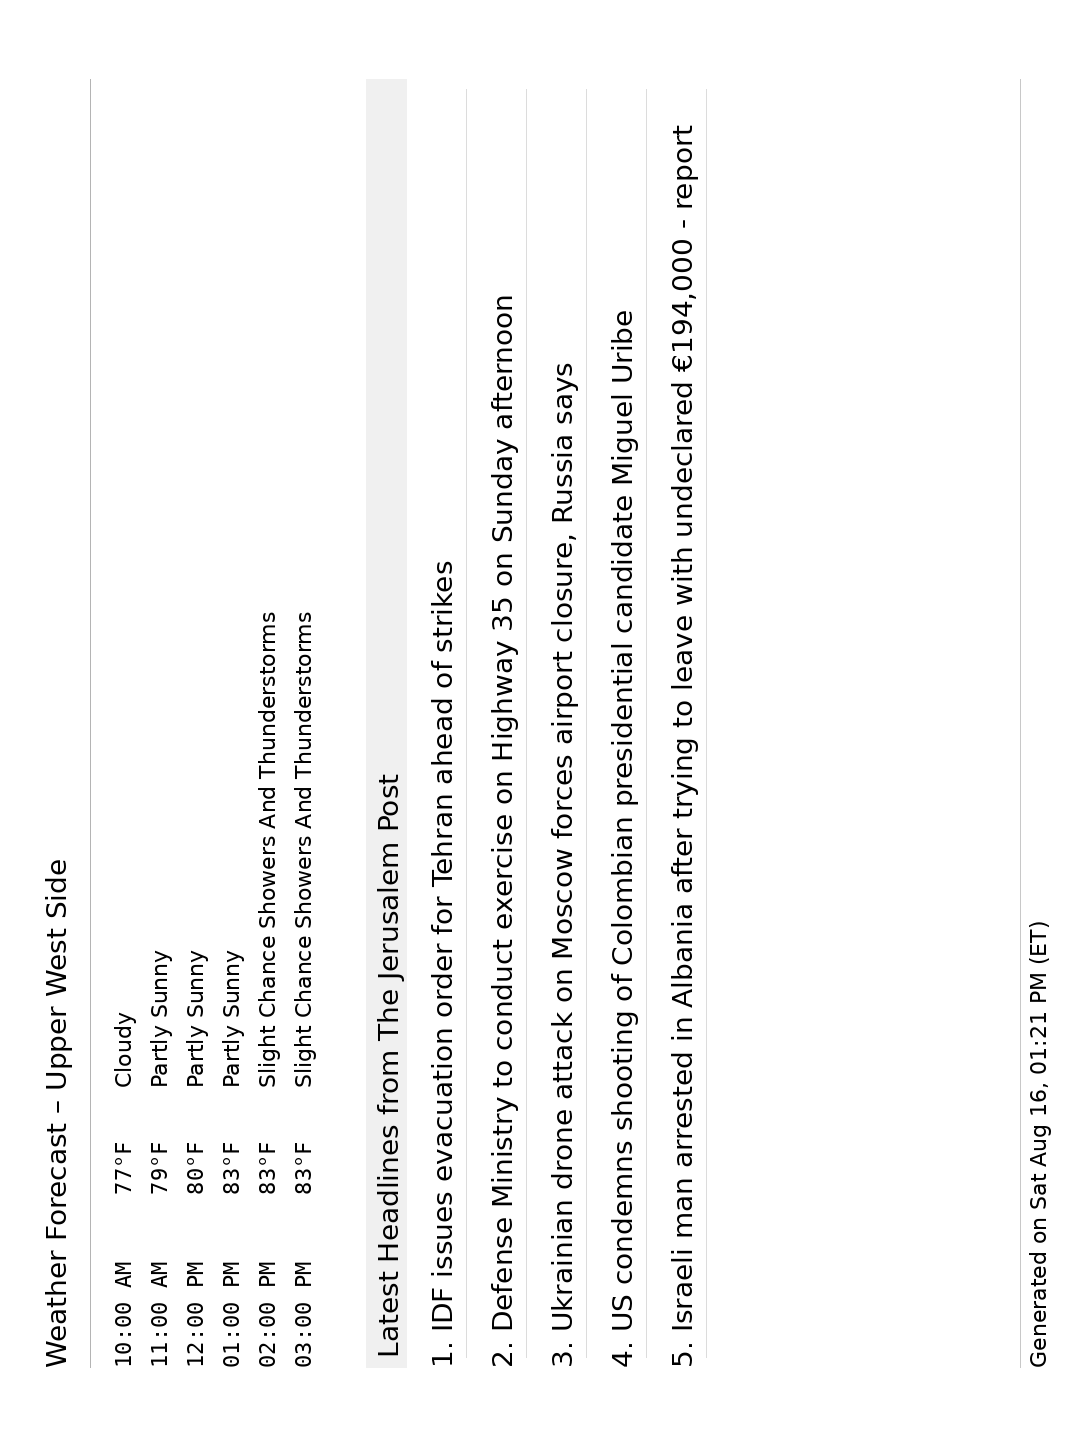 Weather Forecast – Upper West Side
10:00 AM 77°F Cloudy
11:00 AM 79°F Partly Sunny
12:00 PM 80°F Partly Sunny
01:00 PM 83°F Partly Sunny
02:00 PM 83°F Slight Chance Showers And Thunderstorms
03:00 PM 83°F Slight Chance Showers And Thunderstorms
Latest Headlines from The Jerusalem Post
1. IDF issues evacuation order for Tehran ahead of strikes
2. Defense Ministry to conduct exercise on Highway 35 on Sunday afternoon
3. Ukrainian drone attack on Moscow forces airport closure, Russia says
4. US condemns shooting of Colombian presidential candidate Miguel Uribe
5. Israeli man arrested in Albania after trying to leave with undeclared €194,000 - report
Generated on Sat Aug 16, 01:21 PM (ET)